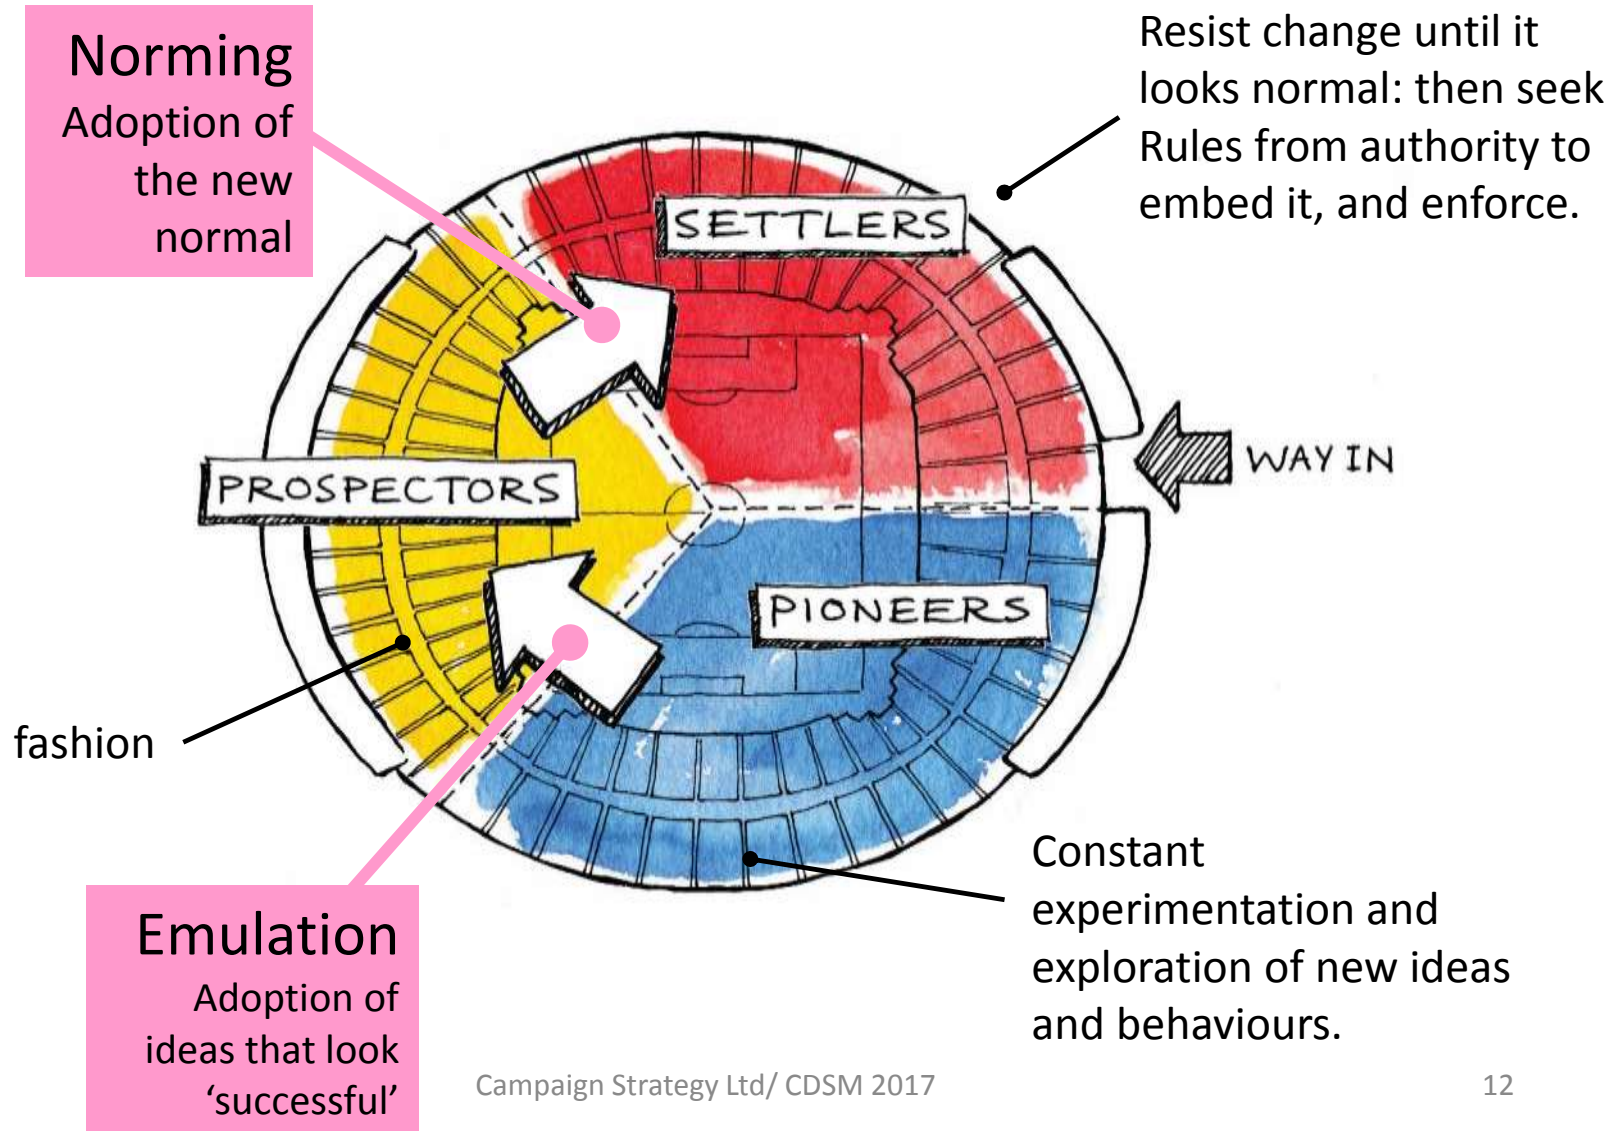 Norming
Adoption of
the new
normal
Resist change until it
looks normal: then seek
Rules from authority to
embed it, and enforce.
SETTLERS
WAY IN
PROSPECTORS
PIONEERS
fashion
Emulation
Adoption of
ideas that look
‘successful’
Constant
experimentation and
exploration of new ideas
and behaviours.
Campaign Strategy Ltd/ CDSM 2017
12